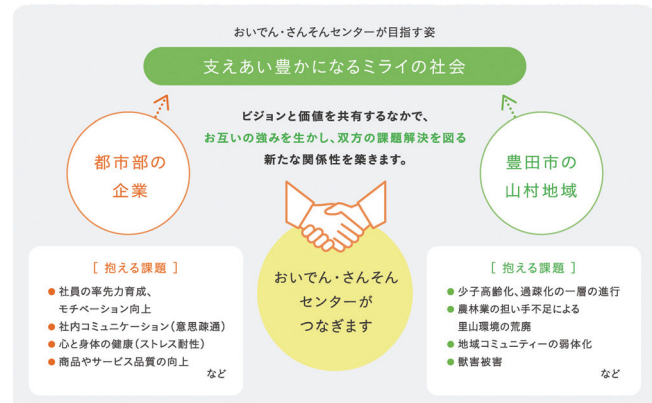 おいでん・さんそんセンターが目指す姿
支えあい豊かになるミライの社会
ビジョンと価値を共有するなかで、
お互いの強みを生かし、双方の課題解決を図る
新たな関係性を築きます。
都市部の
企業
豊田市の
山村地域
おいでん・さんそん
センターが
つなぎます
［ 抱える課題 ］
● 社員の率先力育成、
モチベーション向上
● 社内コミュニケーション（意思疎通）
● 心と身体の健康（ストレス耐性）
● 商品やサービス品質の向上
など
［ 抱える課題 ］
● 少子高齢化、過疎化の一層の進行
● 農林業の担い手不足による
里山環境の荒廃
● 地域コミュニティーの弱体化
● 獣害被害
など